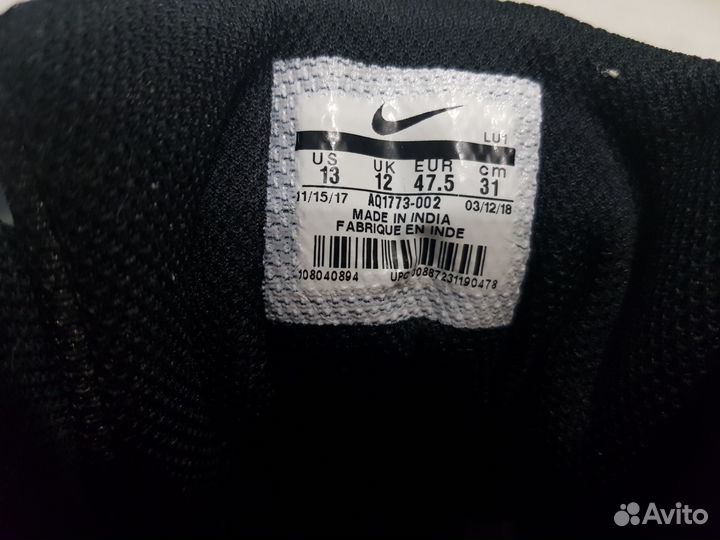 LU1
US UK EUR cm
13 12 47.5 31
11/15/17 AQ1773-002 03/12/18
MADE IN INDIA
FABRIQUE EN INDE
108040894 UPC 00887231190478
Avito